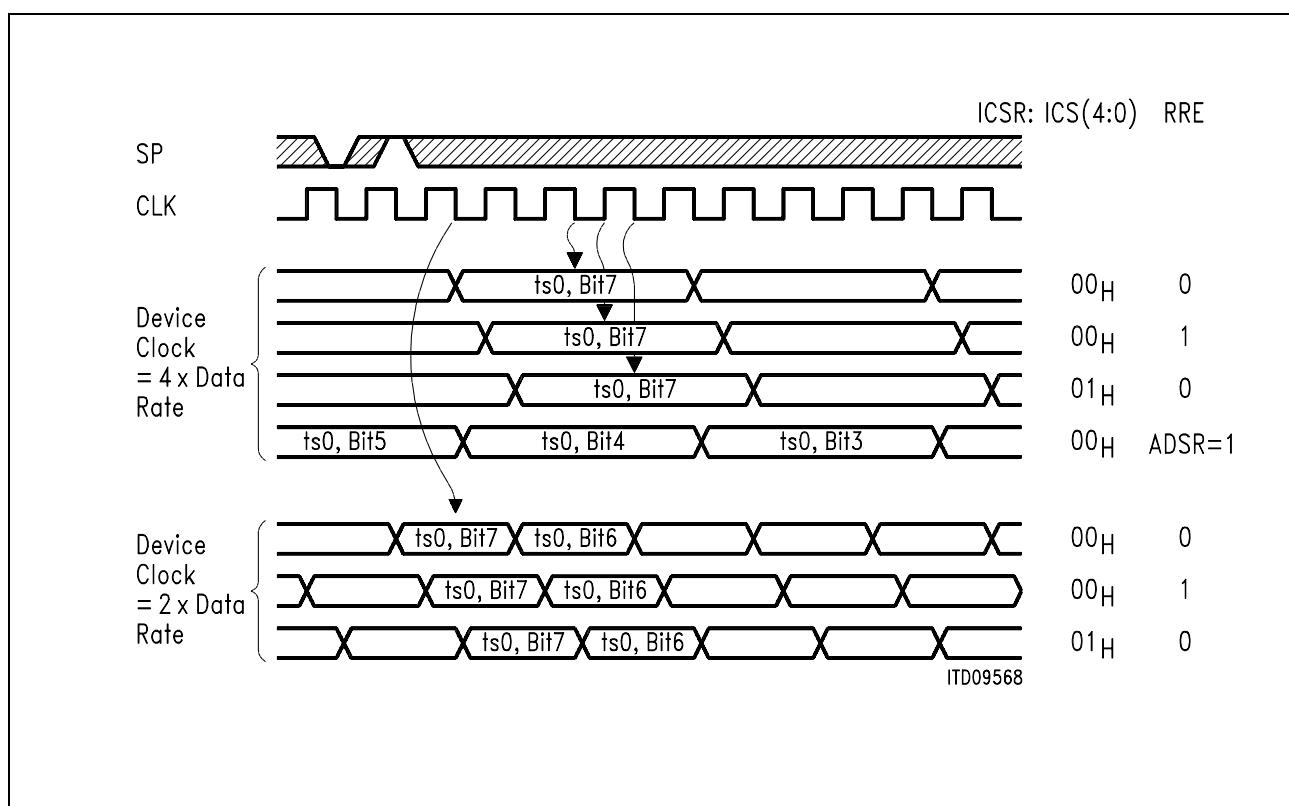 ICSR: ICS(4:0) RRE
SP
CLK
Device
Clock
= 4 x Data
Rate
ts0, Bit7 00H 0
ts0, Bit7 00H 1
ts0, Bit7 01H 0
ts0, Bit5 ts0, Bit4 ts0, Bit3 00H ADSR=1
Device
Clock
= 2 x Data
Rate
ts0, Bit7 ts0, Bit6 00H 0
ts0, Bit7 ts0, Bit6 00H 1
ts0, Bit7 ts0, Bit6 01H 0
ITD09568